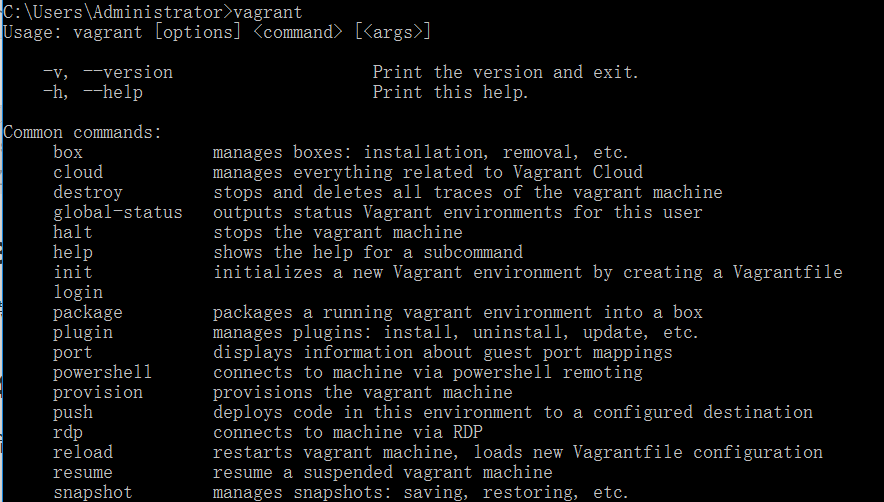 C:\Users\Administrator>vagrant
Usage: vagrant [options] <command> [<args>]
-v, --version Print the version and exit.
-h, --help Print this help.
Common commands:
box manages boxes: installation, removal, etc.
cloud manages everything related to Vagrant Cloud
destroy stops and deletes all traces of the vagrant machine
global-status outputs status Vagrant environments for this user
halt stops the vagrant machine
help shows the help for a subcommand
init initializes a new Vagrant environment by creating a Vagrantfile
login
package packages a running vagrant environment into a box
plugin manages plugins: install, uninstall, update, etc.
port displays information about guest port mappings
powershell connects to machine via powershell remoting
provision provisions the vagrant machine
push deploys code in this environment to a configured destination
rdp connects to machine via RDP
reload restarts vagrant machine, loads new Vagrantfile configuration
resume resume a suspended vagrant machine
snapshot manages snapshots: saving, restoring, etc.